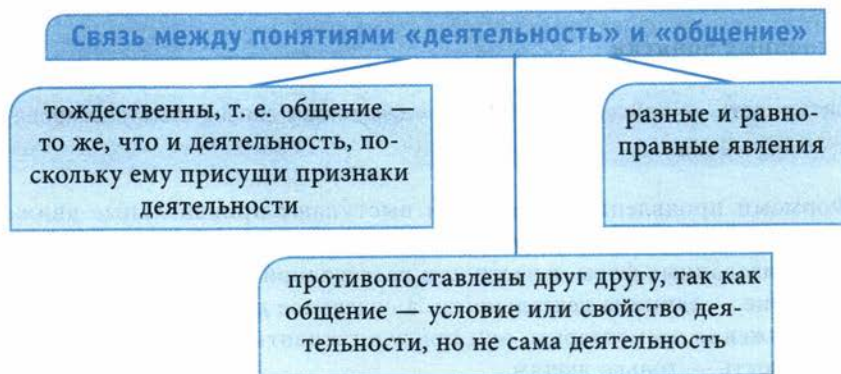 Связь между понятиями «деятельность» и «общение»
тождественны, т. е. общение —
то же, что и деятельность, по-
скольку ему присущи признаки
деятельности
разные и равно-
правные явления
противопоставлены друг другу, так как
общение — условие или свойство дея-
тельности, но не сама деятельность